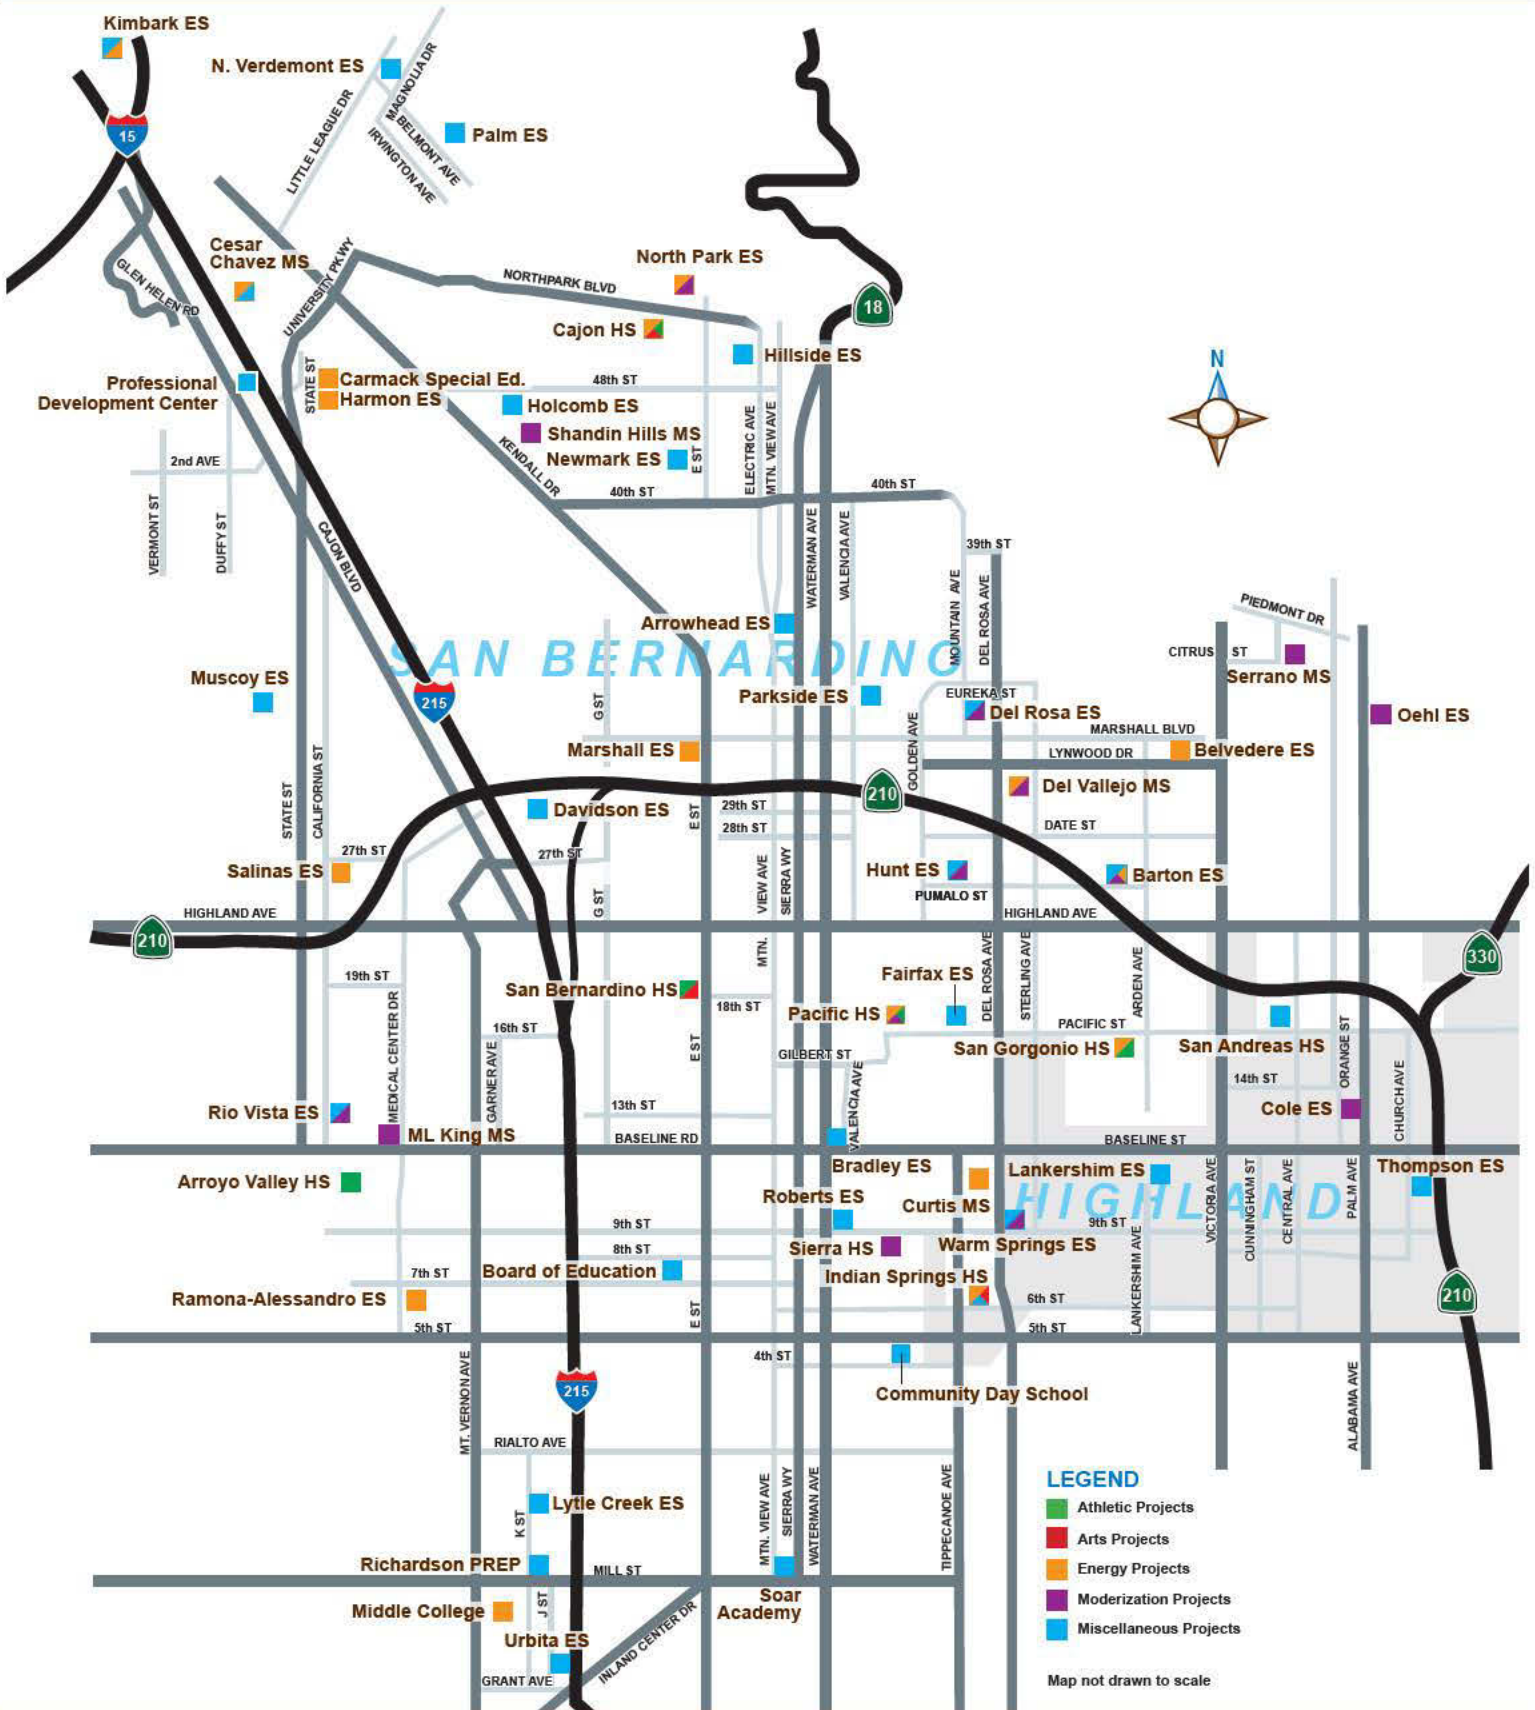 Kimbark ES
N. Verdemont ES
MAGNOLIA DR
LITTLE LEAGUE DR
BELMONT AVE
IRVINGTON AVE
Palm ES
15
Cesar
Chavez MS
GLEN HELEN RD
UNIVERSITY PKWY
North Park ES
NORTHPARK BLVD
18
Cajon HS
Hillside ES
N
Professional
Development Center
STATE ST
Carmack Special Ed.
Harmon ES
48th ST
Holcomb ES
Shandin Hills MS
Newmark ES
E ST
ELECTRIC AVE
MTN. VIEW AVE
KENDALL DR
2nd AVE
VERMONT ST
DUFFY ST
CAJON BLVD
40th ST
40th ST
WATERMAN AVE
VALENCIA AVE
39th ST
MOUNTAIN AVE
DEL ROSA AVE
PIEDMONT DR
Arrowhead ES
SAN BERNARDINO
CITRUS ST
Serrano MS
Muscoy ES
215
G ST
Parkside ES
EUREKA ST
Del Rosa ES
Oehl ES
MARSHALL BLVD
Marshall ES
GOLDEN AVE
LYNWOOD DR
Belvedere ES
STATE ST
CALIFORNIA ST
210
Del Vallejo MS
Davidson ES
E ST
29th ST
28th ST
DATE ST
27th ST
27th ST
Salinas ES
MTN. VIEW AVE
SIERRA WY
Hunt ES
Barton ES
G ST
PUMALO ST
HIGHLAND AVE
HIGHLAND AVE
210
330
19th ST
San Bernardino HS
18th ST
Fairfax ES
DEL ROSA AVE
STERLING AVE
ARDEN AVE
Pacific HS
MEDICAL CENTER DR
16th ST
GARNER AVE
E ST
GILBERT ST
PACIFIC ST
San Gorgonio HS
San Andreas HS
ORANGE ST
VALENCIA AVE
14th ST
CHURCH AVE
Rio Vista ES
13th ST
Cole ES
ML King MS
BASELINE RD
BASELINE ST
Arroyo Valley HS
Bradley ES
Lankershim ES
Thompson ES
Roberts ES
Curtis MS
HIGHLAND
VICTORIA AVE
CUNNINGHAM ST
CENTRAL AVE
PALM AVE
9th ST
9th ST
Sierra HS
Warm Springs ES
8th ST
LANKERSHIM AVE
7th ST
Board of Education
Indian Springs HS
Ramona-Alessandro ES
E ST
6th ST
210
5th ST
5th ST
4th ST
MT. VERNON AVE
215
Community Day School
ALABAMA AVE
RIALTO AVE
MTN. VIEW AVE
SIERRA WY
WATERMAN AVE
TIPPECANOE AVE
K ST
Lytle Creek ES
Richardson PREP
MILL ST
Soar
Academy
Middle College
J ST
Urbita ES
INLAND CENTER DR
GRANT AVE
LEGEND
Athletic Projects
Arts Projects
Energy Projects
Moderization Projects
Miscellaneous Projects
Map not drawn to scale